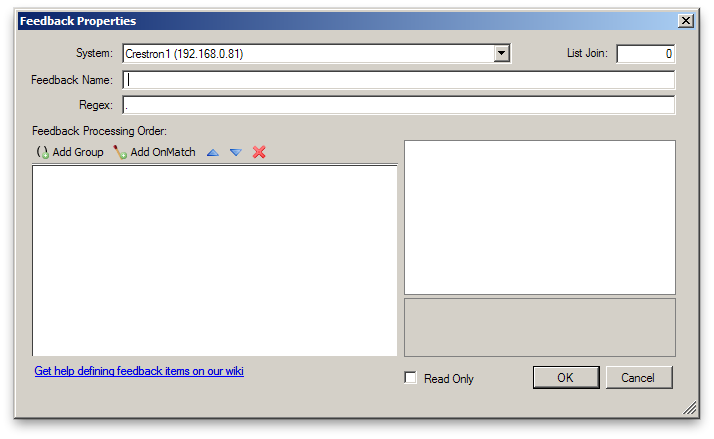 Feedback Properties
System: Crestron1 (192.168.0.81) List Join: 0
Feedback Name:
Regex: .
Feedback Processing Order:
Add Group Add OnMatch
Get help defining feedback items on our wiki
Read Only OK Cancel